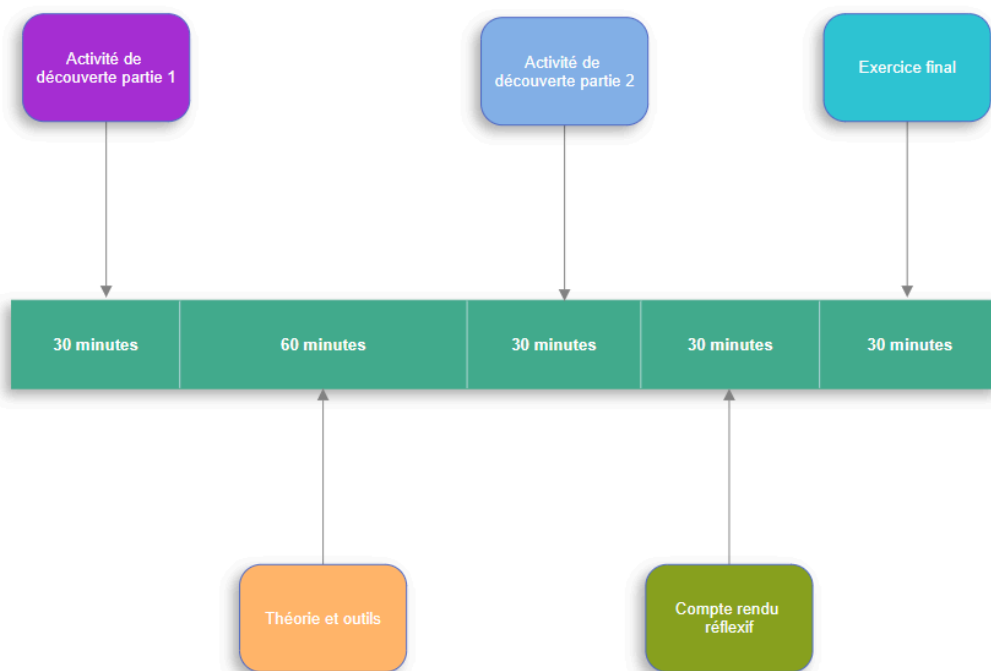 Activité de
découverte partie 1
Activité de
découverte partie 2
Exercice final
30 minutes
60 minutes
30 minutes
30 minutes
30 minutes
Théorie et outils
Compte rendu
réflexif